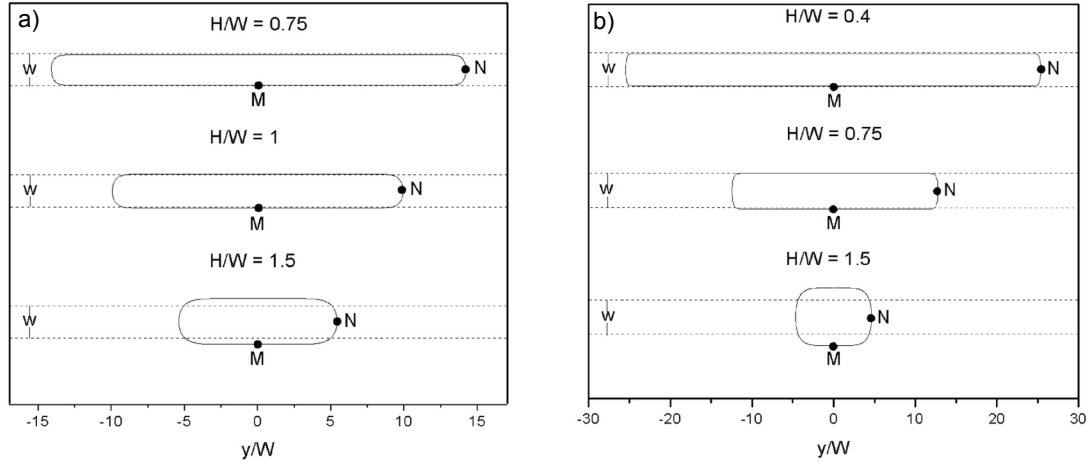 a)
H/W = 0.75
W
N
M
H/W = 1
W
N
M
H/W = 1.5
W
N
M
-15 -10 -5 0 5 10 15
y/W
b)
H/W = 0.4
W
N
M
H/W = 0.75
W
N
M
H/W = 1.5
W
N
M
-30 -20 -10 0 10 20 30
y/W